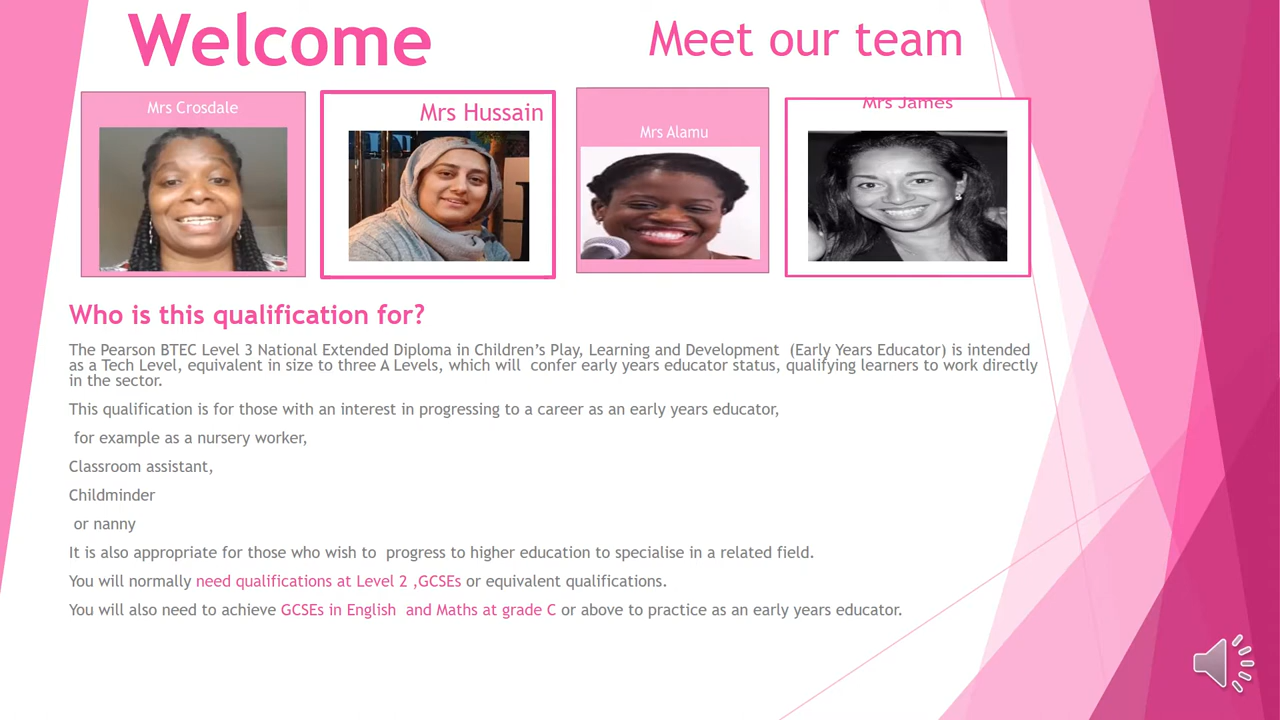 Welcome
Meet our team
Mrs Crosdale
Mrs Hussain
Mrs Alamu
Mrs James
Who is this qualification for?
The Pearson BTEC Level 3 National Extended Diploma in Children’s Play, Learning and Development  (Early Years Educator) is intended
as a Tech Level, equivalent in size to three A Levels, which will  confer early years educator status, qualifying learners to work directly
in the sector.
This qualification is for those with an interest in progressing to a career as an early years educator,
for example as a nursery worker,
Classroom assistant,
Childminder
or nanny
It is also appropriate for those who wish to  progress to higher education to specialise in a related field.
You will normally need qualifications at Level 2 ,GCSEs or equivalent qualifications.
You will also need to achieve GCSEs in English  and Maths at grade C or above to practice as an early years educator.